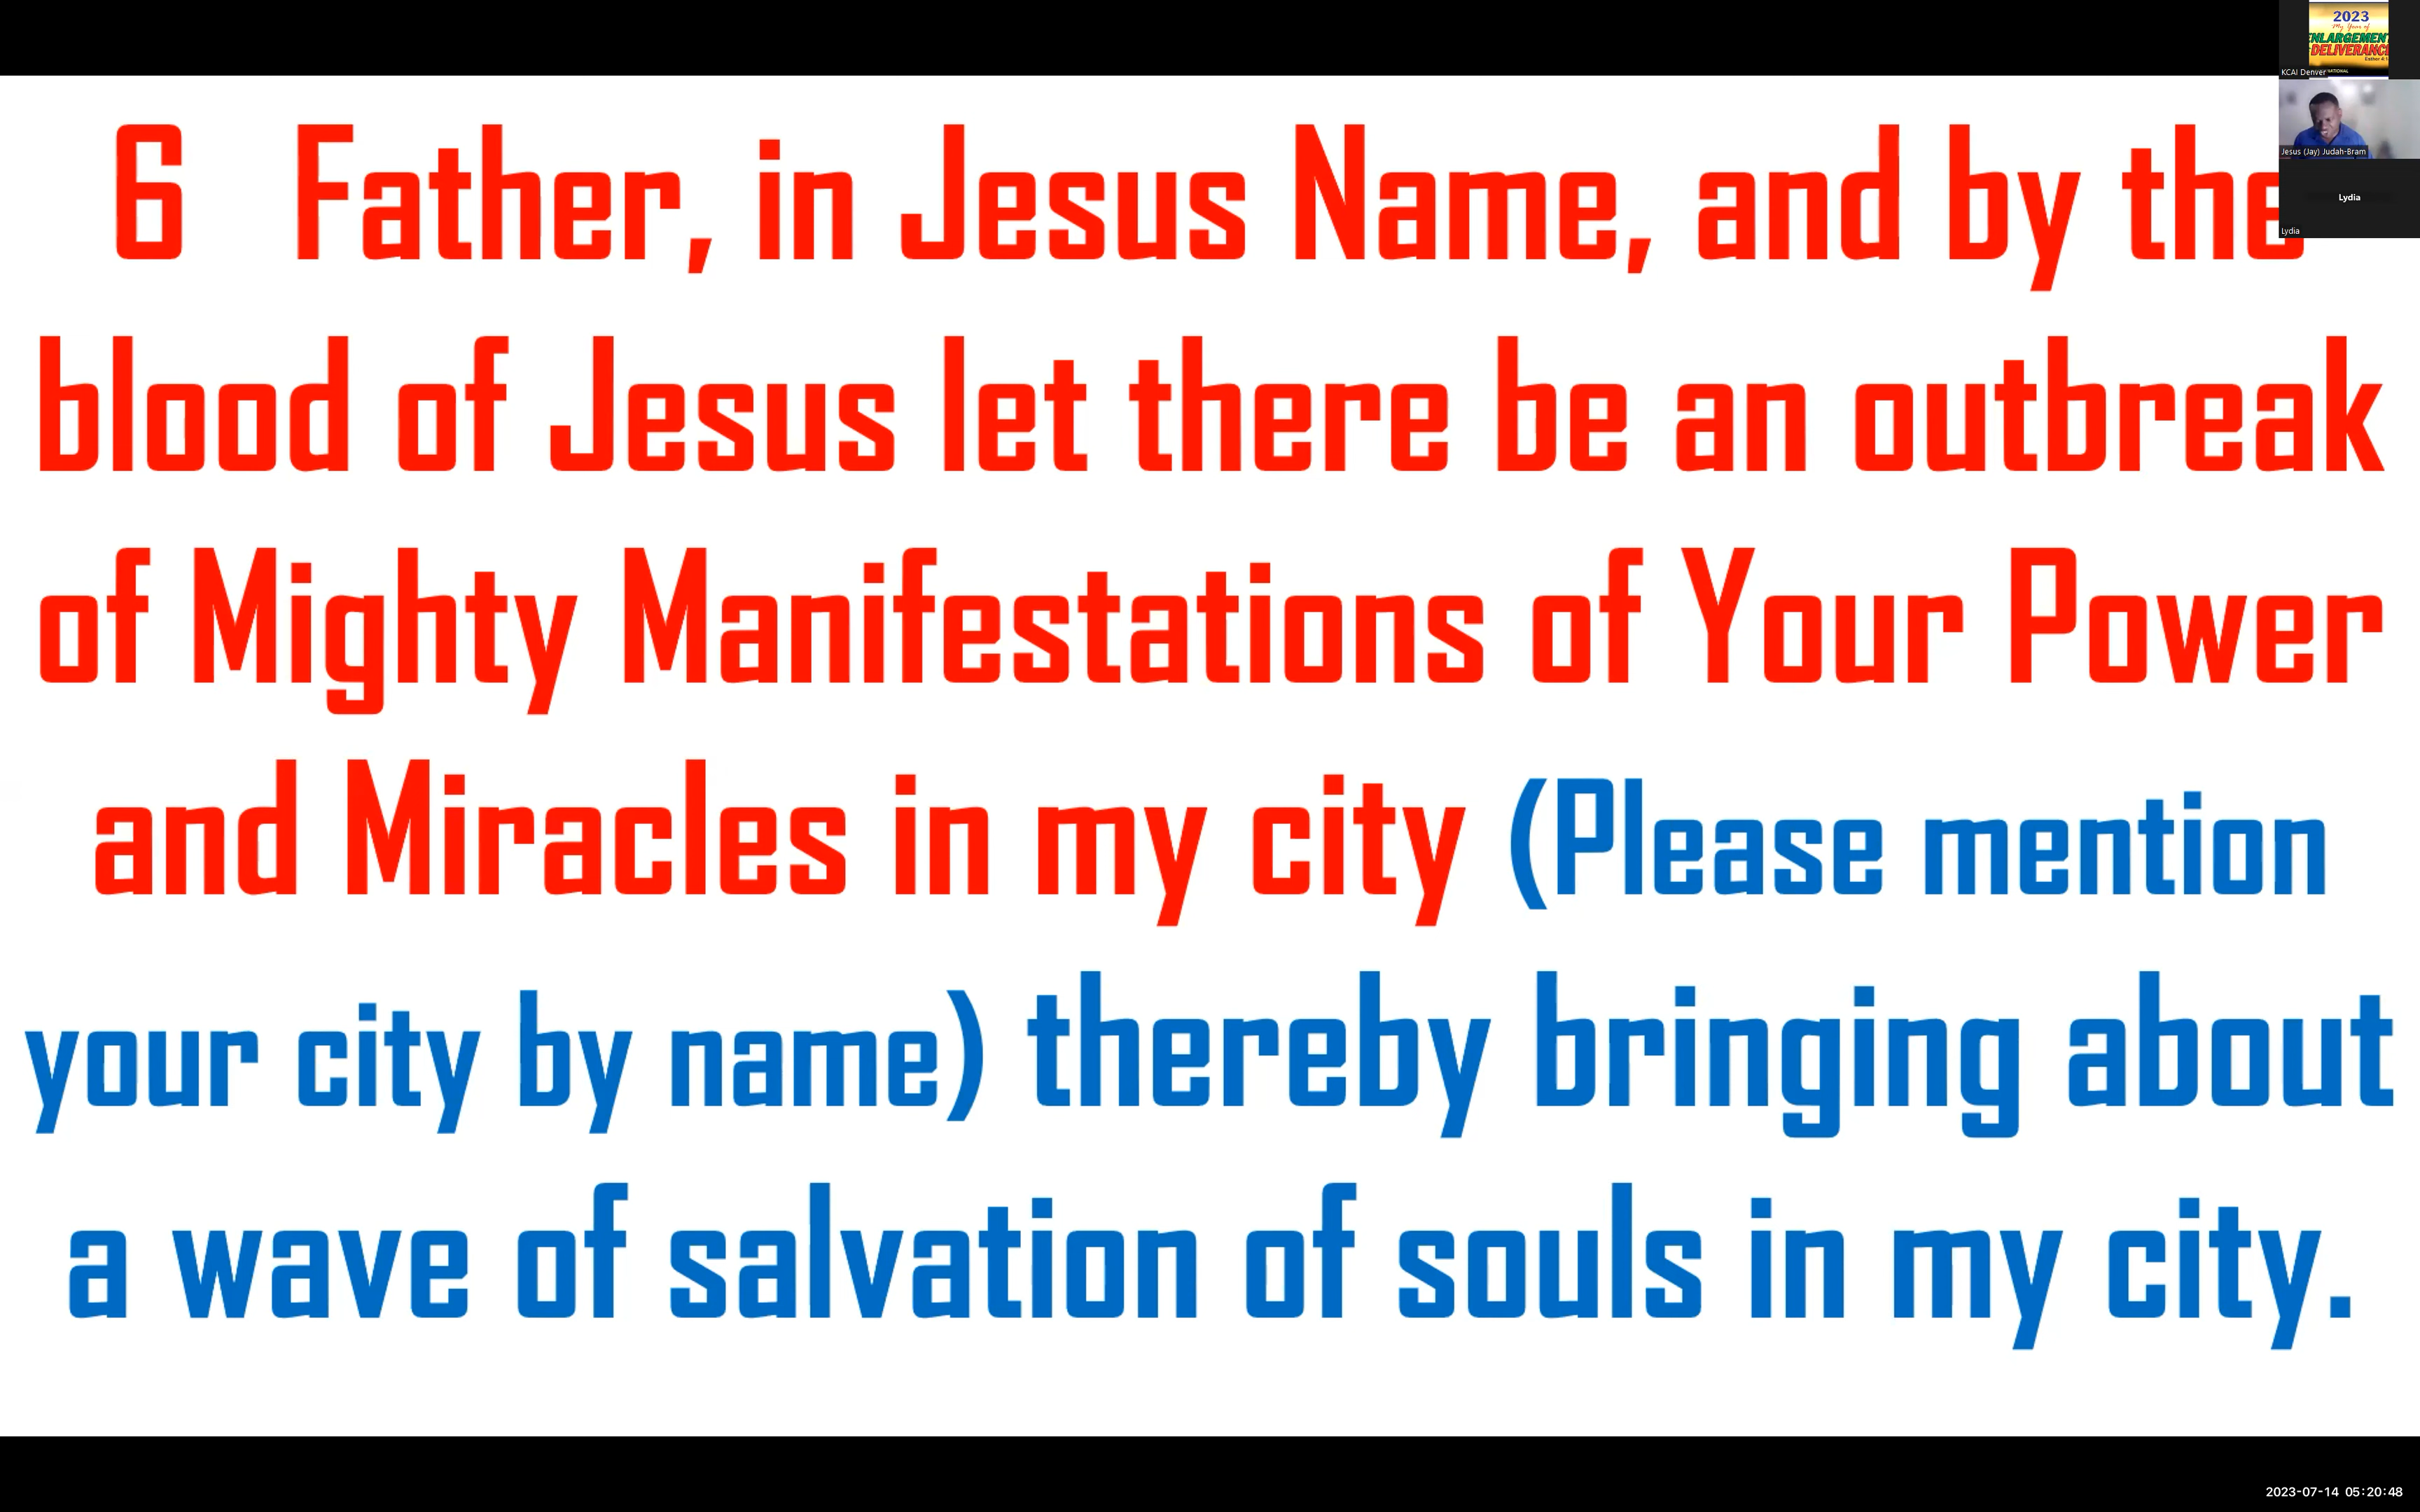 6 Father, in Jesus Name, and by the
blood of Jesus let there be an outbreak
of Mighty Manifestations of Your Power
and Miracles in my city (Please mention
your city by name) thereby bringing about
a wave of salvation of souls in my city.
2023
My Year of
ENLARGEMENT
DELIVERANCE
KCAI Denver
Jesus (Jay) Judah-Bram
Lydia
Lydia
2023-07-14 05:20:48